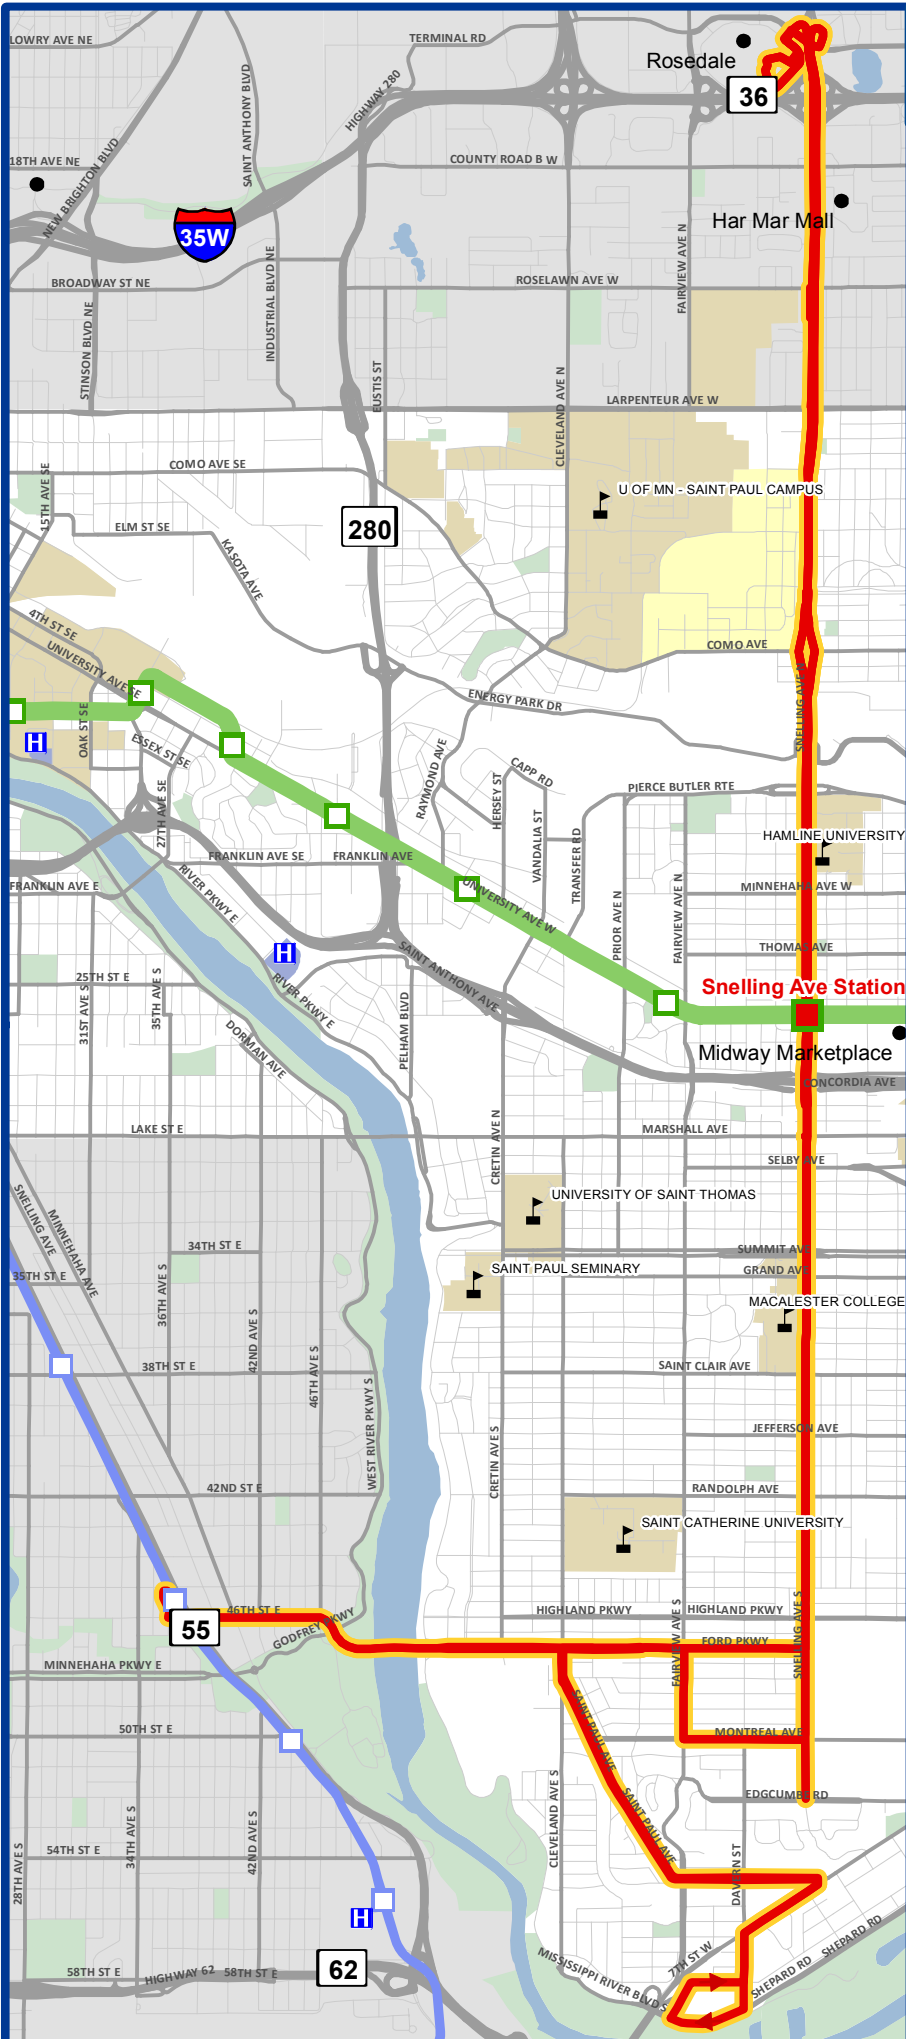 LOWRY AVE NE
TERMINAL RD
Rosedale
SAINT ANTHONY BLVD
HIGHWAY 280
36
18TH AVE NE
NEW BRIGHTON BLVD
COUNTY ROAD B W
FAIRVIEW AVE N
Har Mar Mall
35W
BROADWAY ST NE
STINSON BLVD NE
INDUSTRIAL BLVD NE
ROSELAWN AVE W
EUSTIS ST
CLEVELAND AVE N
LARPENTEUR AVE W
15TH AVE SE
COMO AVE SE
U OF MN - SAINT PAUL CAMPUS
ELM ST SE
280
KASOTA AVE
4TH ST SE
UNIVERSITY AVE SE
COMO AVE
ENERGY PARK DR
SNELLING AVE N
OAK ST SE
H
ESSEX ST SE
27TH AVE SE
RAYMOND AVE
CAPP RD
HERSEY ST
VANDALIA ST
TRANSFER RD
PIERCE BUTLER RTE
HAMLINE UNIVERSITY
FRANKLIN AVE SE
FRANKLIN AVE
FRANKLIN AVE E
RIVER PKWY E
UNIVERSITY AVE W
PRIOR AVE N
FAIRVIEW AVE N
MINNEHAHA AVE W
THOMAS AVE
H
SAINT ANTHONY AVE
25TH ST E
31ST AVE S
35TH AVE S
RIVER PKWY E
DORMAN AVE
PELHAM BLVD
Snelling Ave Station
Midway Marketplace
CONCORDIA AVE
LAKE ST E
CRETIN AVE N
MARSHALL AVE
SELBY AVE
SNELLING AVE
MINNEHAHA AVE
UNIVERSITY OF SAINT THOMAS
34TH ST E
SUMMIT AVE
35TH ST E
36TH AVE S
SAINT PAUL SEMINARY
GRAND AVE
MACALESTER COLLEGE
42ND AVE S
38TH ST E
46TH AVE S
WEST RIVER PKWY S
SAINT CLAIR AVE
CRETIN AVE S
JEFFERSON AVE
42ND ST E
RANDOLPH AVE
SAINT CATHERINE UNIVERSITY
46TH ST E
55
GODFREY PKWY
HIGHLAND PKWY
HIGHLAND PKWY
FAIRVIEW AVE S
SNELLING AVE S
FORD PKWY
MINNEHAHA PKWY E
SAINT PAUL AVE
50TH ST E
MONTREAL AVE
SAINT PAUL AVE
EDGCUMBE RD
CLEVELAND AVE S
28TH AVE S
34TH AVE S
42ND AVE S
54TH ST E
DAVERN ST
H
58TH ST E
HIGHWAY 62
58TH ST E
62
MISSISSIPPI RIVER BLVD S
7TH ST W
SHEPARD RD
SHEPARD RD